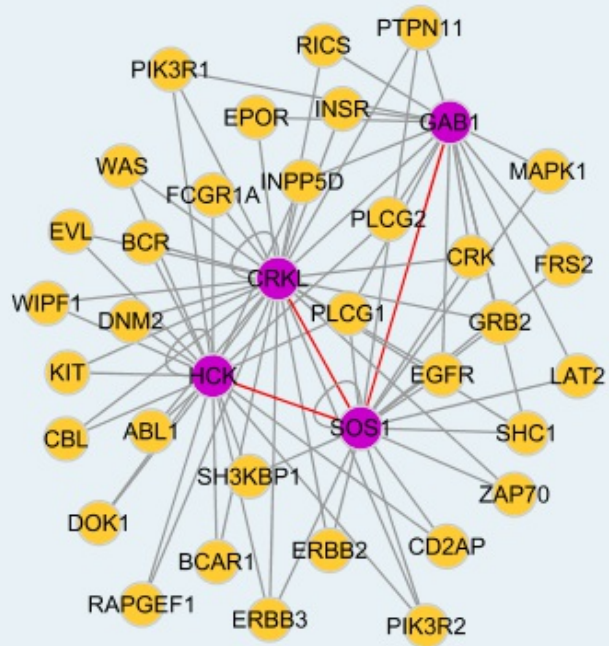 PTPN11
RICS
PIK3R1
EPOR
INSR
GAB1
WAS
FCGR1A
INPP5D
MAPK1
EVL
BCR
PLCG2
CRK
FRS2
CRKL
WIPF1
DNM2
PLCG1
GRB2
KIT
HCK
EGFR
LAT2
CBL
ABL1
SOS1
SHC1
SH3KBP1
ZAP70
DOK1
BCAR1
ERBB2
CD2AP
RAPGEF1
ERBB3
PIK3R2